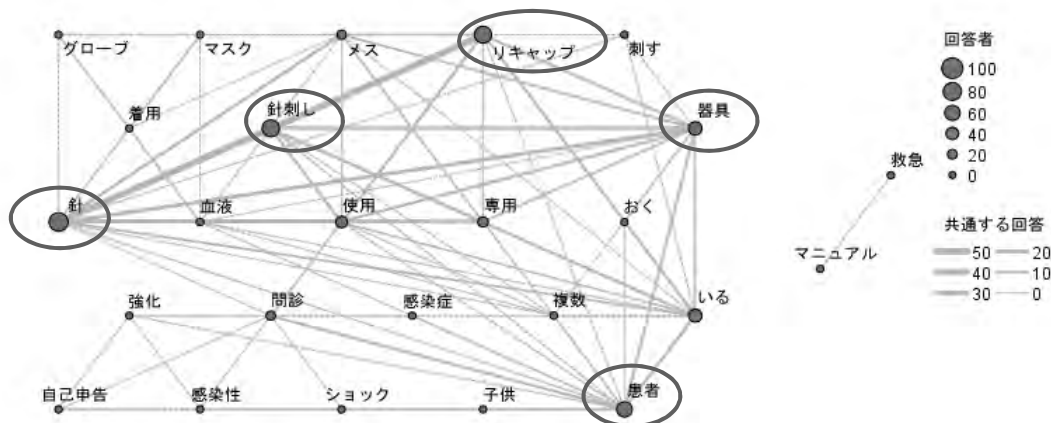 グローブ
マスク
メス
リキャップ
刺す
着用
針刺し
器具
針
血液
使用
専用
おく
強化
問診
感染症
複数
いる
自己申告
感染性
ショック
子供
患者
救急
マニュアル
回答者
100
80
60
40
20
0
共通する回答
50 20
40 10
30 0